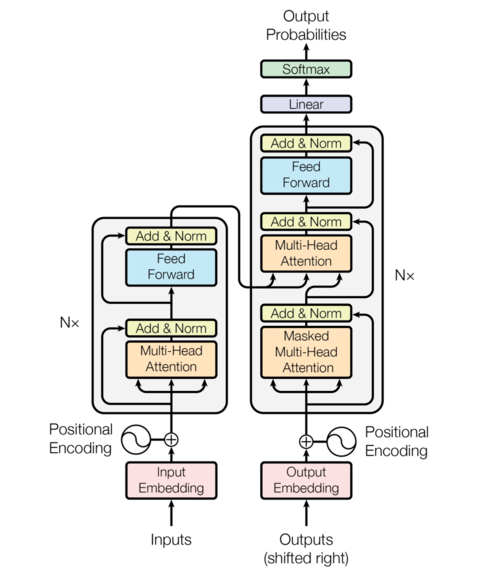 Output
Probabilities
Softmax
Linear
Add & Norm
Feed
Forward
Add & Norm
Multi-Head
Attention
Add & Norm
Masked
Multi-Head
Attention
N×
Add & Norm
Feed
Forward
N×
Add & Norm
Multi-Head
Attention
Positional
Encoding
Positional
Encoding
Input
Embedding
Output
Embedding
Inputs
Outputs
(shifted right)